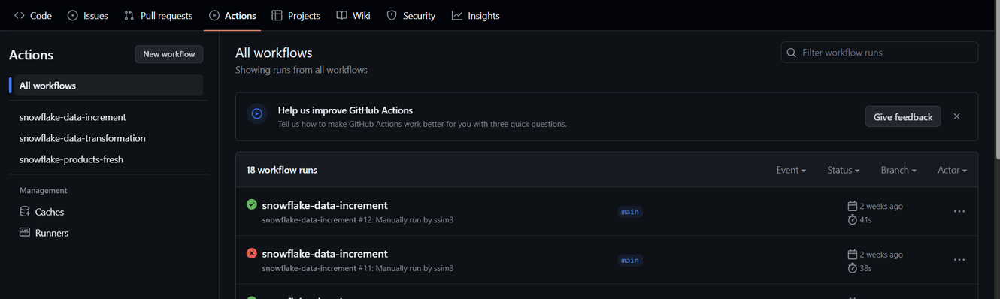 Code Issues Pull requests Actions Projects Wiki Security Insights
Actions
New workflow
All workflows
snowflake-data-increment
snowflake-data-transformation
snowflake-products-fresh
Management
Caches
Runners
All workflows
Showing runs from all workflows
Filter workflow runs
Help us improve GitHub Actions
Tell us how to make GitHub Actions work better for you with three quick questions.
Give feedback
18 workflow runs
Event Status Branch Actor
snowflake-data-increment
snowflake-data-increment #12: Manually run by ssim3
main
2 weeks ago
41s
snowflake-data-increment
snowflake-data-increment #11: Manually run by ssim3
main
2 weeks ago
38s